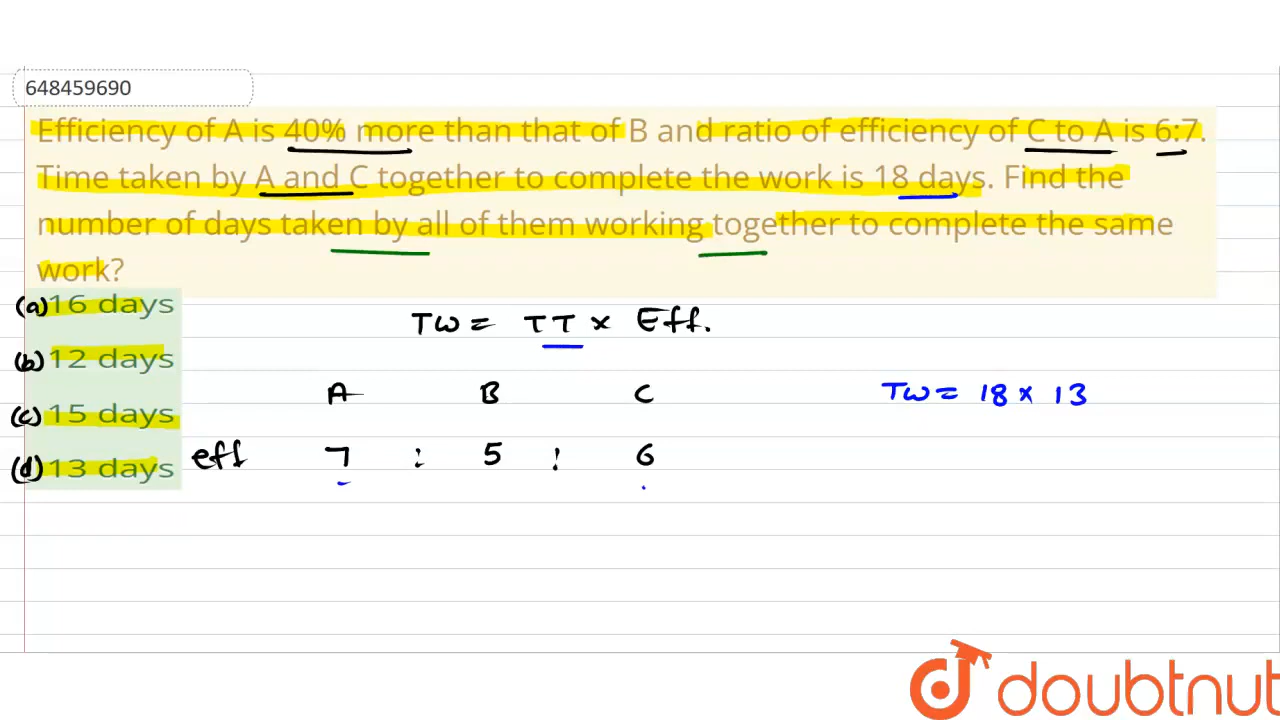 648459690
Efficiency of A is 40% more than that of B and ratio of efficiency of C to A is 6:7.
Time taken by A and C together to complete the work is 18 days. Find the
number of days taken by all of them working together to complete the same
work?
(a) 16 days
(b) 12 days
(c) 15 days
(d) 13 days
TW = TT × Eff.
A B C
eff 7 : 5 : 6
TW = 18 × 13
doubtnut